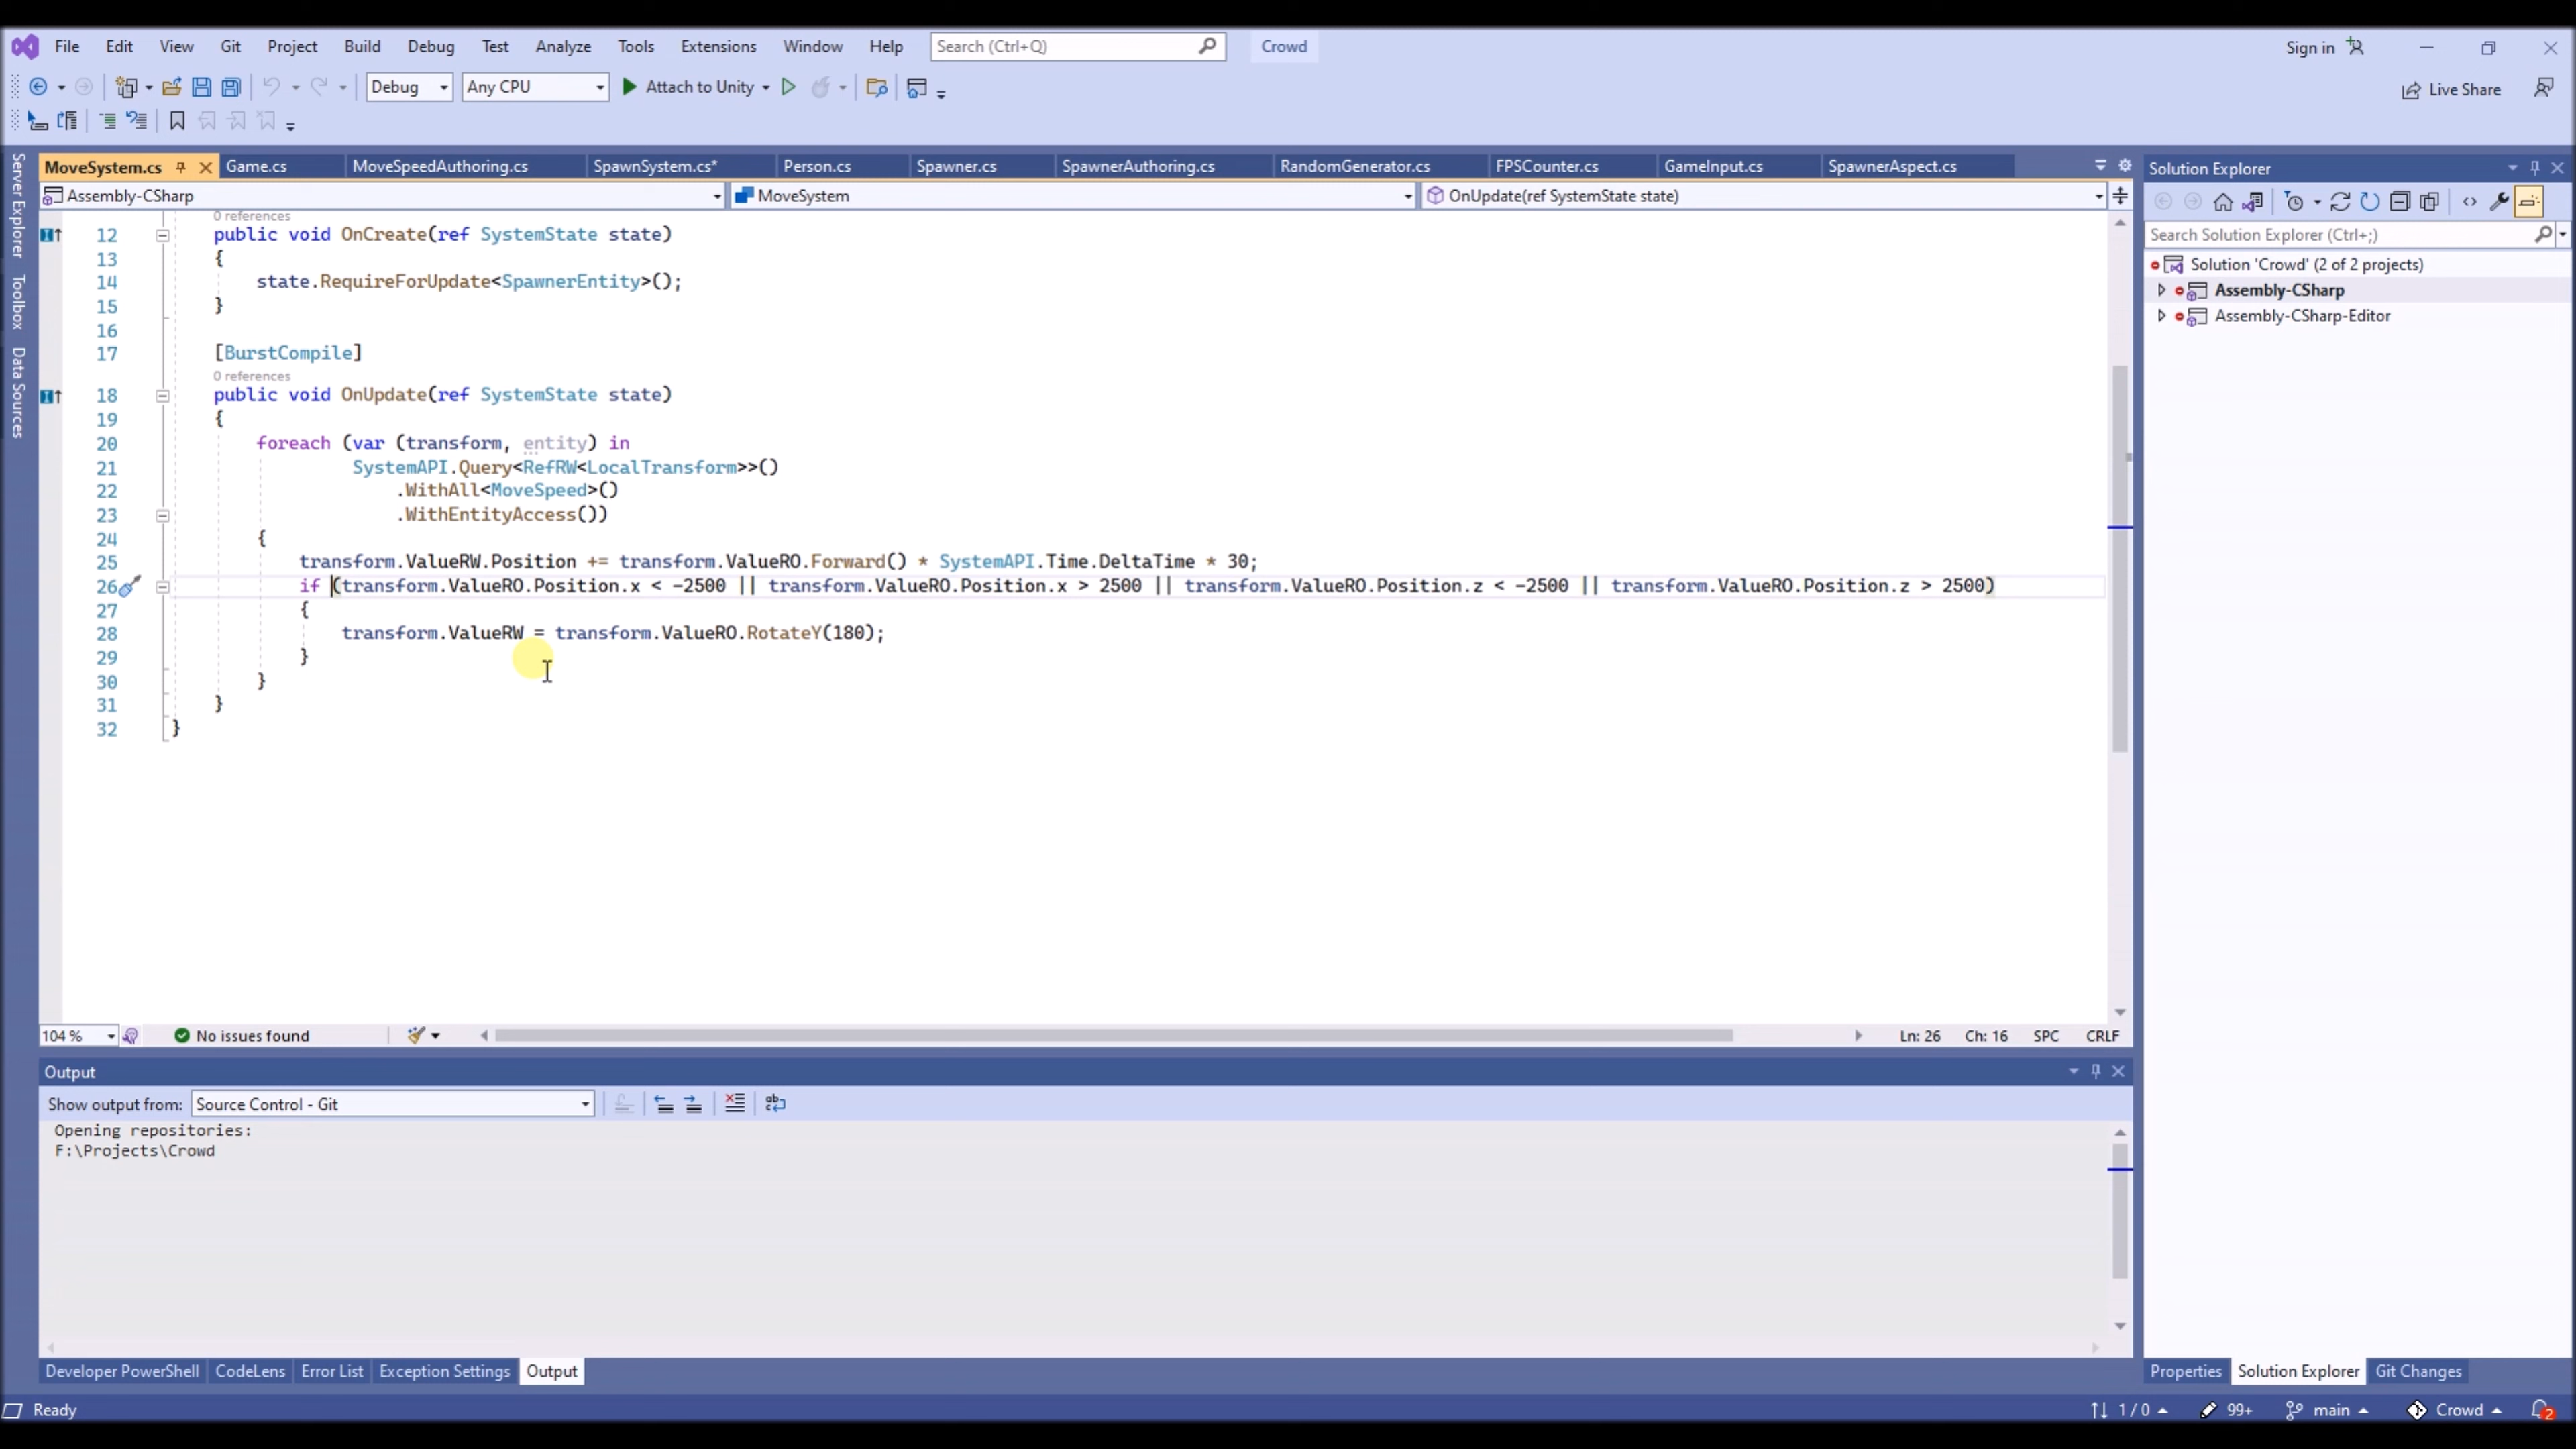 File Edit View Git Project Build Debug Test Analyze Tools Extensions Window Help Search (Ctrl+Q) Crowd Sign in
Debug Any CPU Attach to Unity Live Share
MoveSystem.cs Game.cs MoveSpeedAuthoring.cs SpawnSystem.cs* Person.cs Spawner.cs SpawnerAuthoring.cs RandomGenerator.cs FPSCounter.cs GameInput.cs SpawnerAspect.cs
Assembly-CSharp MoveSystem OnUpdate(ref SystemState state)
Server Explorer
Toolbox
Data Sources
0 references
12 public void OnCreate(ref SystemState state)
13 {
14 state.RequireForUpdate<SpawnerEntity>();
15 }
16
17 [BurstCompile]
0 references
18 public void OnUpdate(ref SystemState state)
19 {
20 foreach (var (transform, entity) in
21 SystemAPI.Query<RefRW<LocalTransform>>()
22 .WithAll<MoveSpeed>()
23 .WithEntityAccess())
24 {
25 transform.ValueRW.Position += transform.ValueRO.Forward() * SystemAPI.Time.DeltaTime * 30;
26 if (transform.ValueRO.Position.x < -2500 || transform.ValueRO.Position.x > 2500 || transform.ValueRO.Position.z < -2500 || transform.ValueRO.Position.z > 2500)
27 {
28 transform.ValueRW = transform.ValueRO.RotateY(180);
29 }
30 }
31 }
32 }
104 % No issues found Ln: 26 Ch: 16 SPC CRLF
Output
Show output from: Source Control - Git
Opening repositories:
F:\Projects\Crowd
Developer PowerShell CodeLens Error List Exception Settings Output
Solution Explorer
Search Solution Explorer (Ctrl+;)
Solution 'Crowd' (2 of 2 projects)
Assembly-CSharp
Assembly-CSharp-Editor
Properties Solution Explorer Git Changes
Ready 1 / 0 99+ main Crowd 2